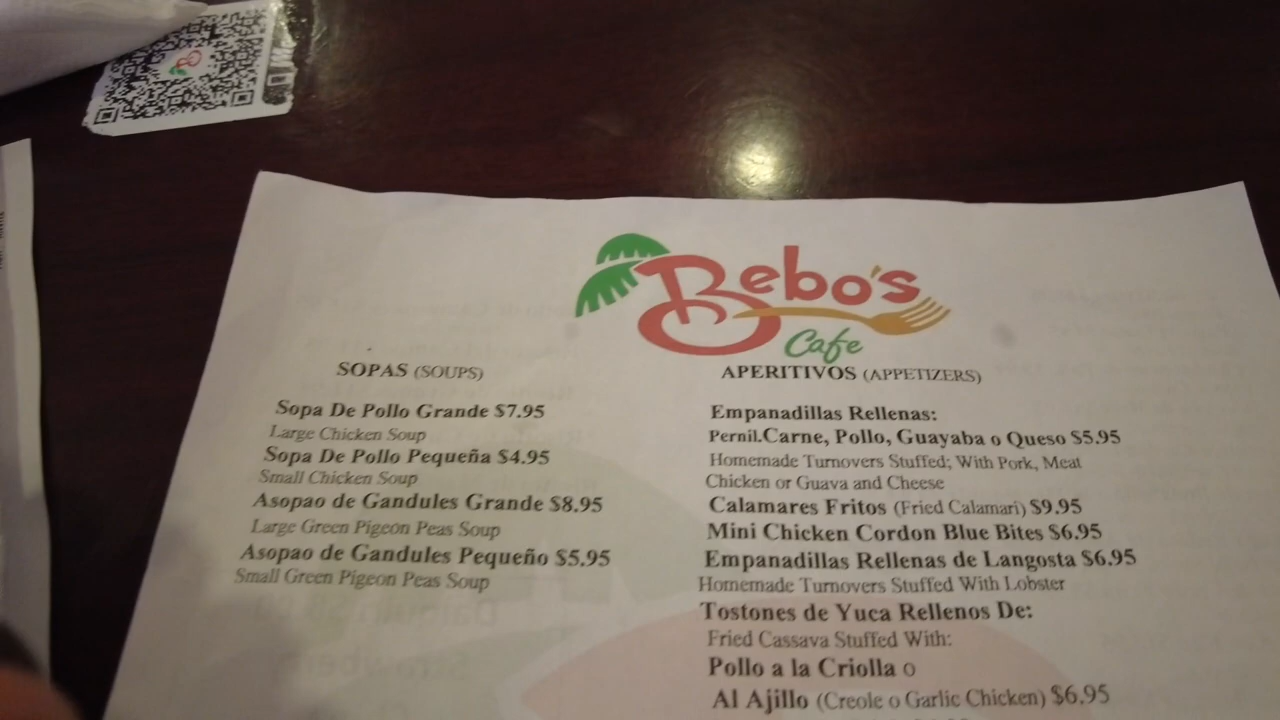 Bebo's
Cafe
SOPAS (SOUPS)
Sopa De Pollo Grande $7.95
Large Chicken Soup
Sopa De Pollo Pequeña $4.95
Small Chicken Soup
Asopao de Gandules Grande $8.95
Large Green Pigeon Peas Soup
Asopao de Gandules Pequeño $5.95
Small Green Pigeon Peas Soup
APERITIVOS (APPETIZERS)
Empanadillas Rellenas:
Pernil.Carne, Pollo, Guayaba o Queso $5.95
Homemade Turnovers Stuffed; With Pork, Meat
Chicken or Guava and Cheese
Calamares Fritos (Fried Calamari) $9.95
Mini Chicken Cordon Blue Bites $6.95
Empanadillas Rellenas de Langosta $6.95
Homemade Turnovers Stuffed With Lobster
Tostones de Yuca Rellenos De:
Fried Cassava Stuffed With:
Pollo a la Criolla o
Al Ajillo (Creole o Garlic Chicken) $6.95